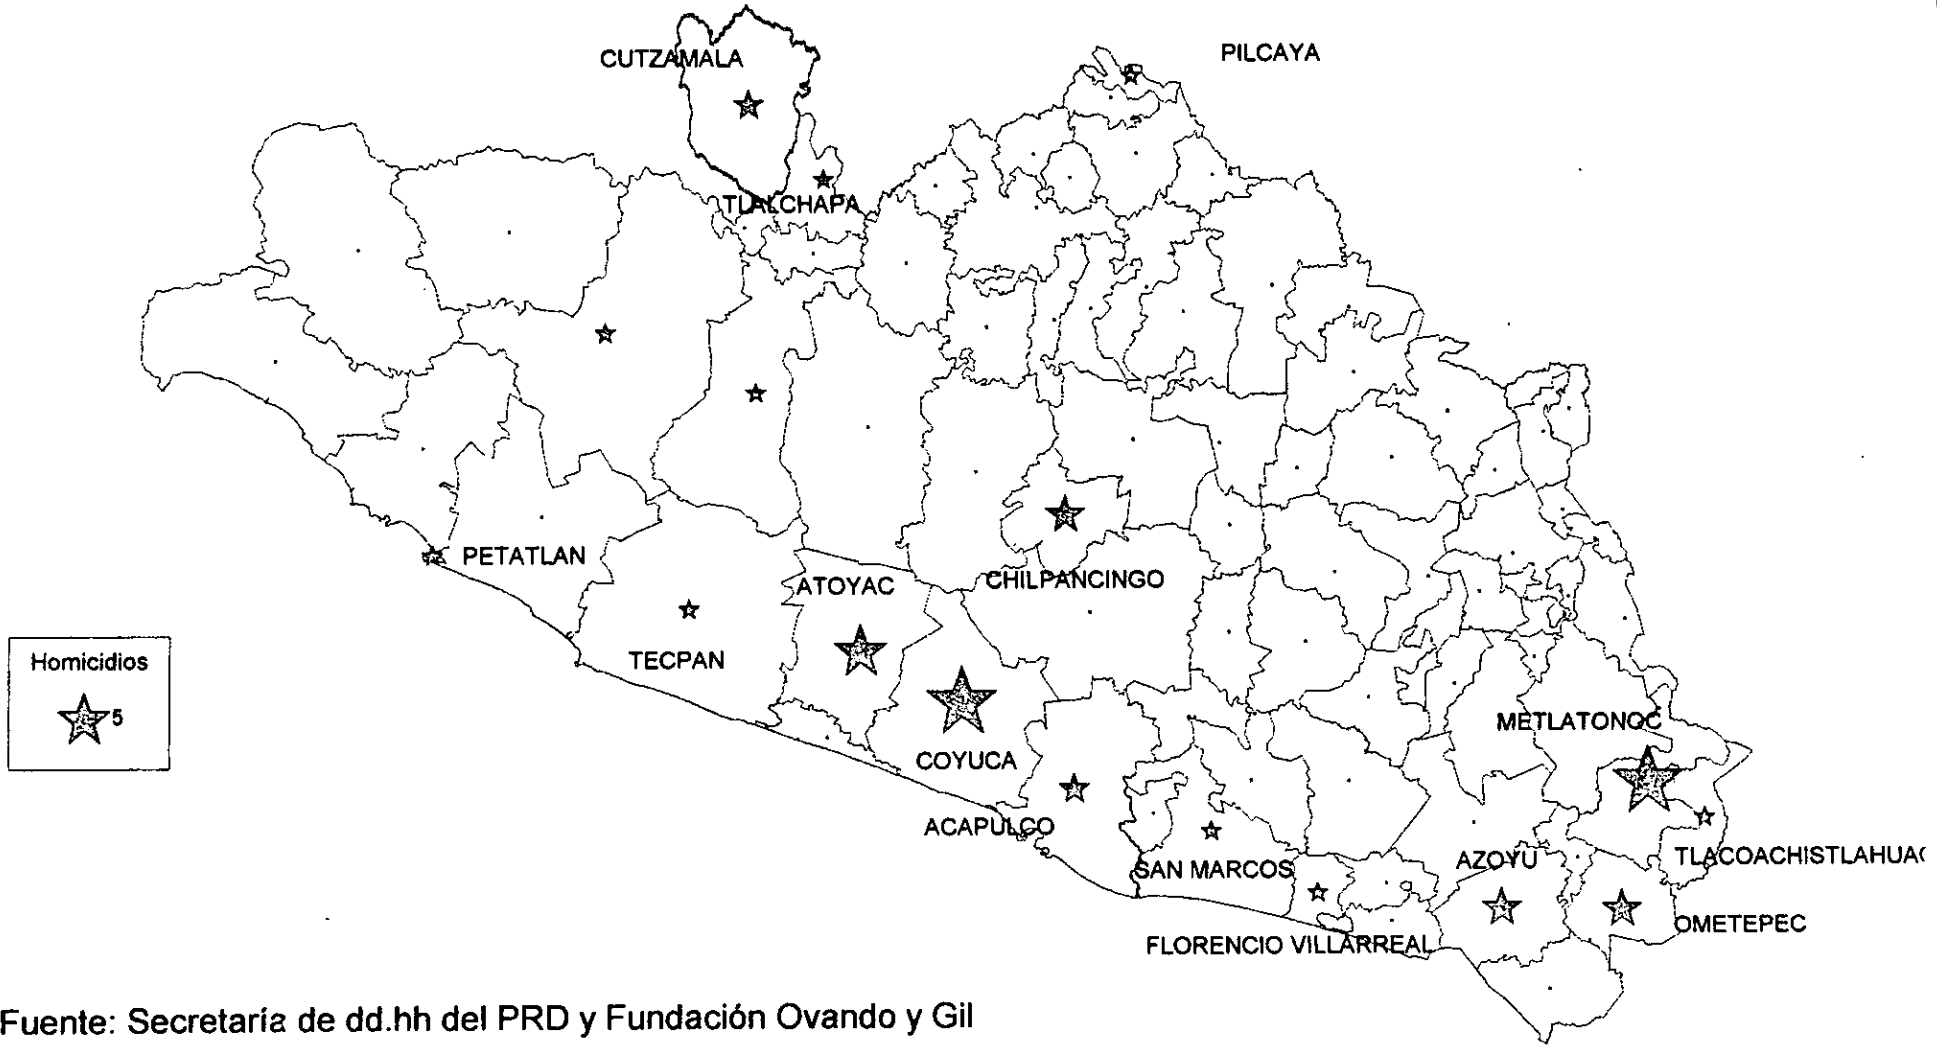 CUTZAMALA
PILCAYA
TLALCHAPA
PETATLAN
ATOYAC
CHILPANCINGO
TECPAN
Homicidios
5
METLATONOC
COYUCA
ACAPULCO
SAN MARCOS
AZOYU
TLACOACHISTLAHUAC
OMETEPEC
FLORENCIO VILLARREAL
Fuente: Secretaría de dd.hh del PRD y Fundación Ovando y Gil